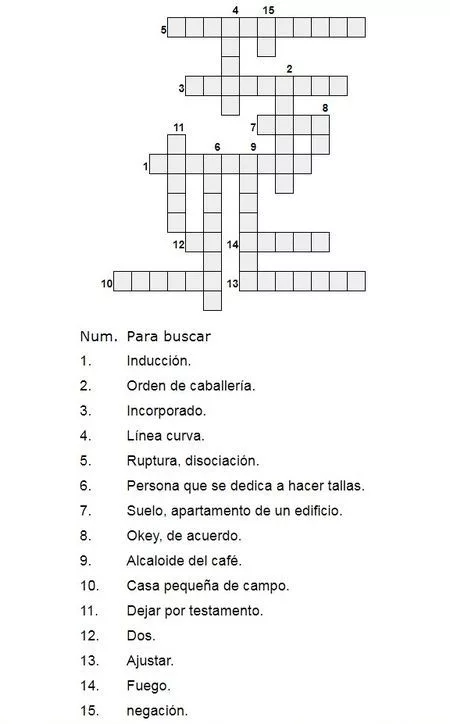 4 15
5
2
3
8
7
11
6 9
1
12 14
10 13
Num. Para buscar
1. Inducción.
2. Orden de caballería.
3. Incorporado.
4. Línea curva.
5. Ruptura, disociación.
6. Persona que se dedica a hacer tallas.
7. Suelo, apartamento de un edificio.
8. Okey, de acuerdo.
9. Alcaloide del café.
10. Casa pequeña de campo.
11. Dejar por testamento.
12. Dos.
13. Ajustar.
14. Fuego.
15. negación.